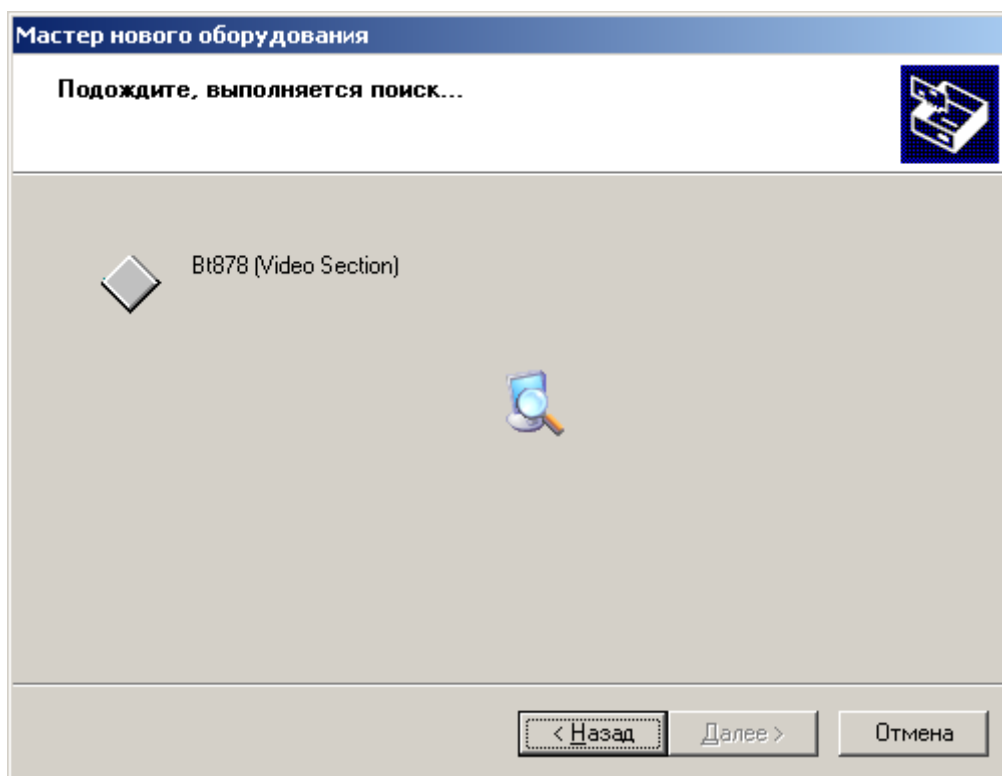 Мастер нового оборудования
Подождите, выполняется поиск...
Bt878 (Video Section)
< Назад Далее > Отмена